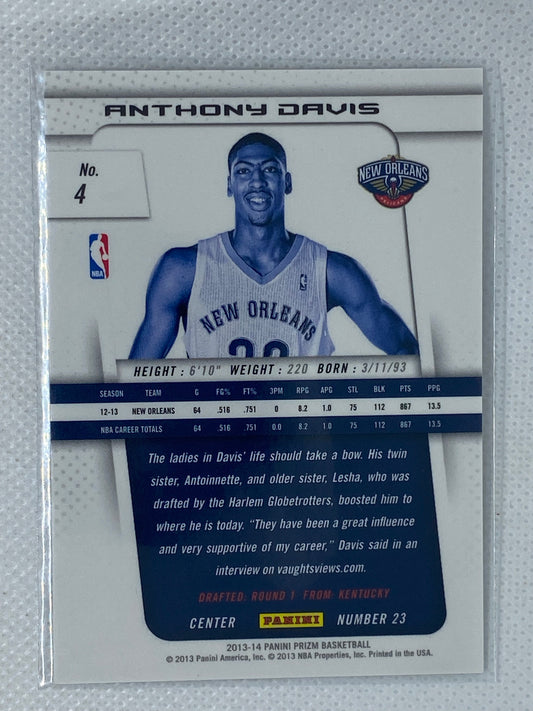 ANTHONY DAVIS
No.
4
NEW ORLEANS
PELICANS
NBA
NEW ORLEANS
HEIGHT : 6'10" WEIGHT : 220 BORN : 3/11/93
SEASON TEAM G FG% FT% 3PM RPG APG STL BLK PTS PPG
12-13 NEW ORLEANS 64 .516 .751 0 8.2 1.0 75 112 867 13.5
NBA CAREER TOTALS 64 .516 .751 0.0 8.2 1.0 75 112 867 13.5
The ladies in Davis' life should take a bow. His twin
sister, Antoinnette, and older sister, Lesha, who was
drafted by the Harlem Globetrotters, boosted him to
where he is today. "They have been a great influence
and very supportive of my career," Davis said in an
interview on vaughtsviews.com.
DRAFTED: ROUND 1 FROM: KENTUCKY
CENTER PANINI NUMBER 23
2013-14 PANINI PRIZM BASKETBALL
© 2013 Panini America, Inc. © 2013 NBA Properties, Inc. Printed in the USA.